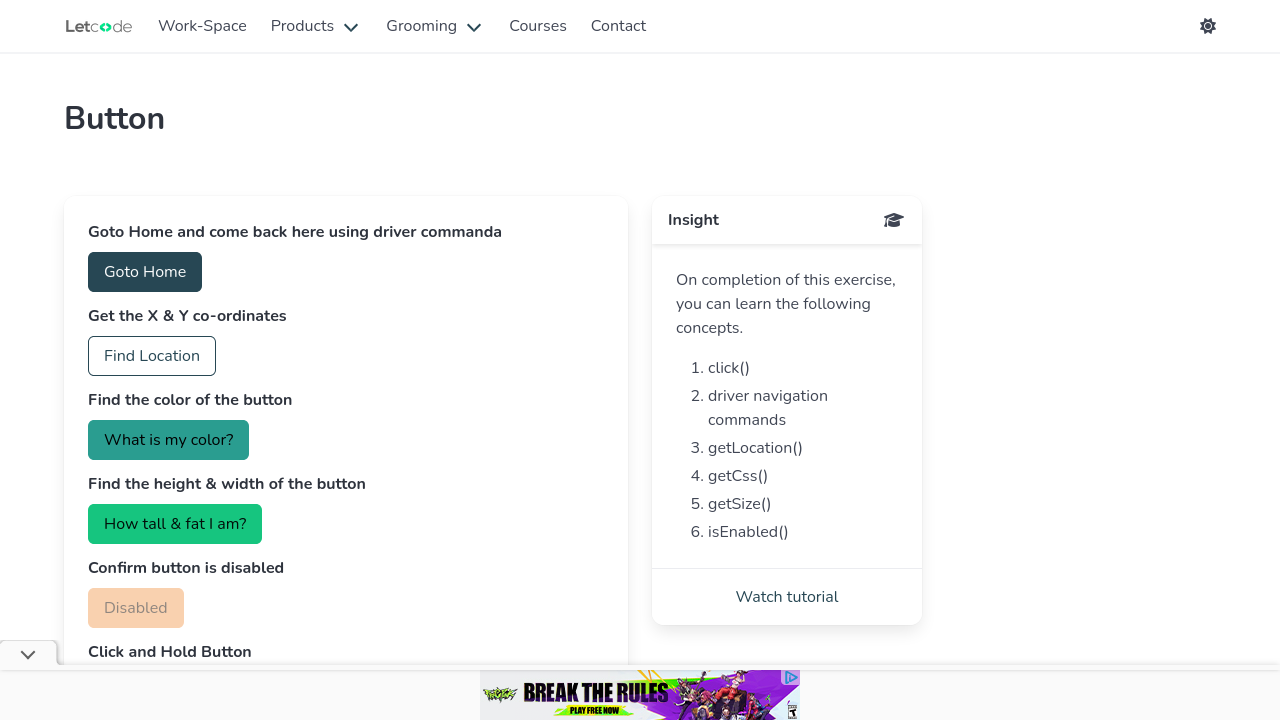 Letcode Work-Space Products Grooming Courses Contact
Button
Goto Home and come back here using driver commanda
Goto Home
Get the X & Y co-ordinates
Find Location
Find the color of the button
What is my color?
Find the height & width of the button
How tall & fat I am?
Confirm button is disabled
Disabled
Click and Hold Button
Insight
On completion of this exercise,
you can learn the following
concepts.
1. click()
2. driver navigation
commands
3. getLocation()
4. getCss()
5. getSize()
6. isEnabled()
Watch tutorial
BREAK THE RULES
PLAY FREE NOW